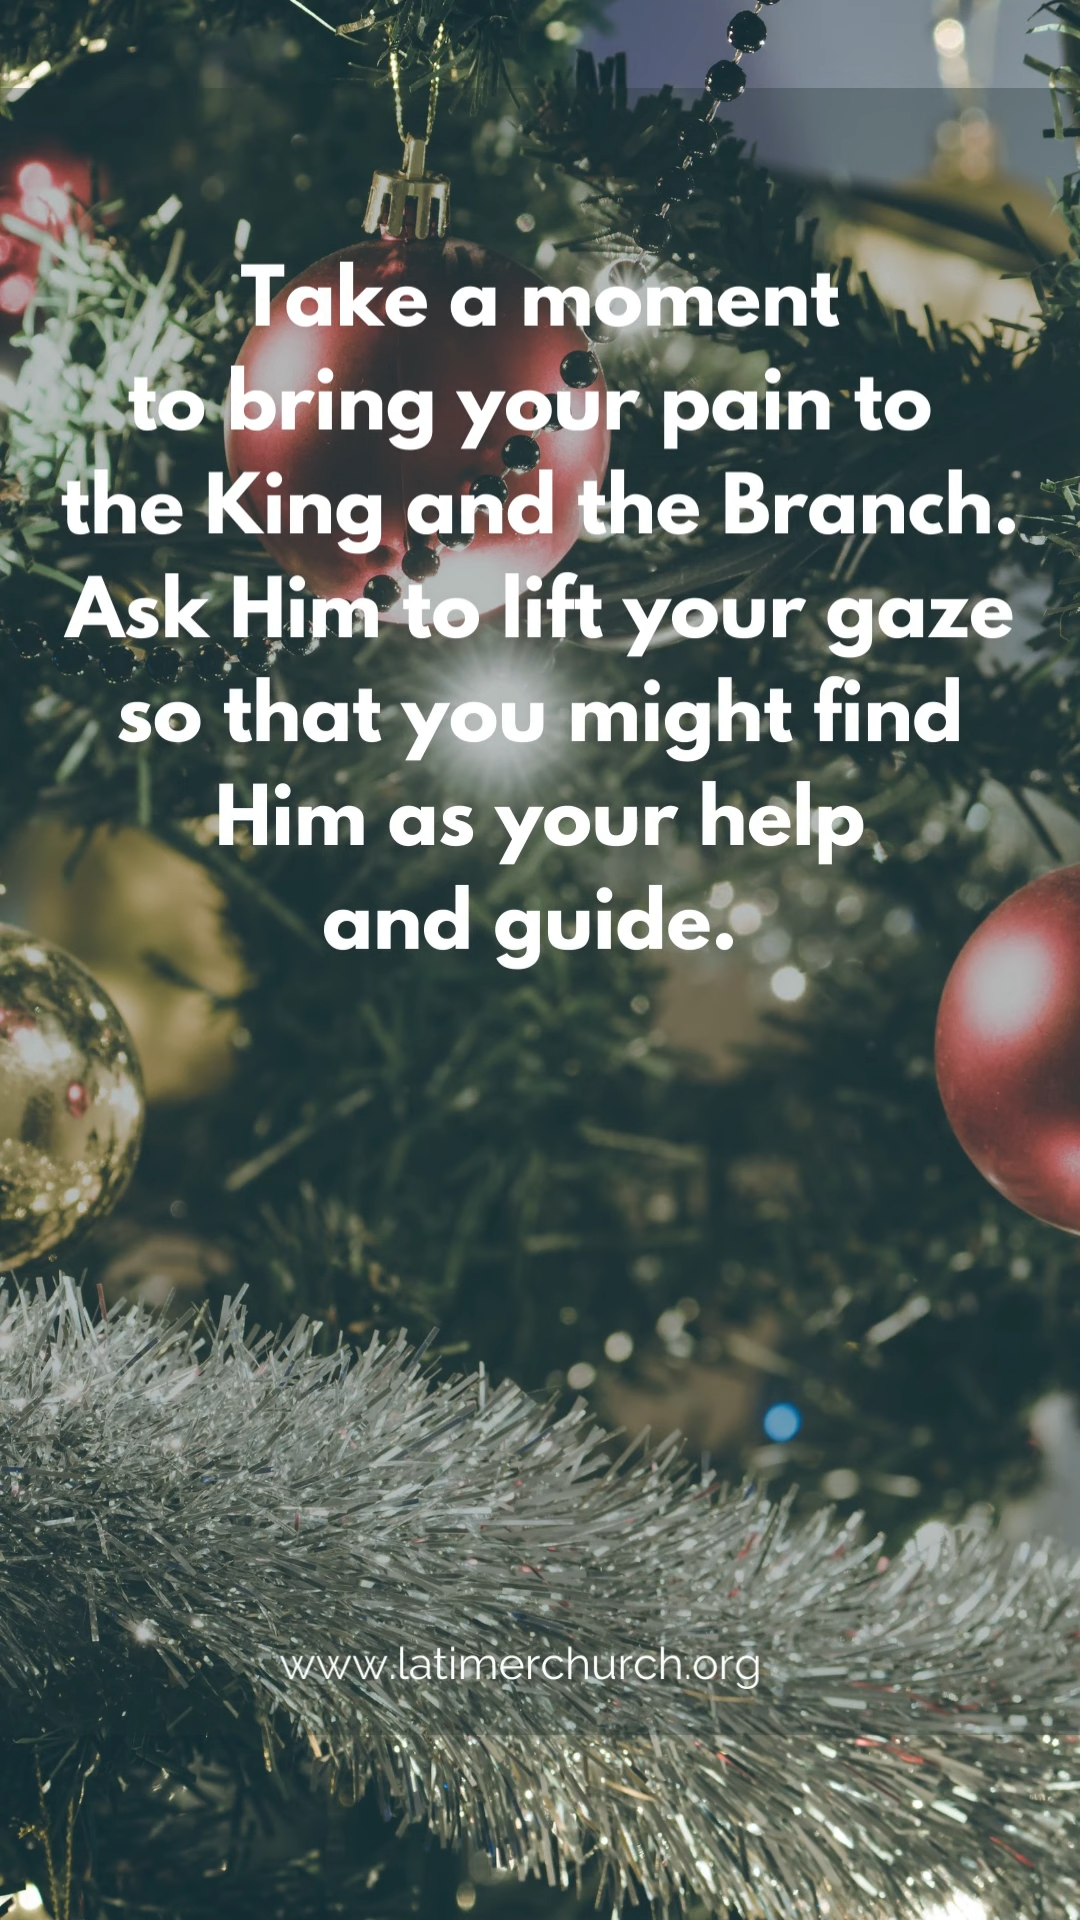 Take a moment
to bring your pain to
the King and the Branch.
Ask Him to lift your gaze
so that you might find
Him as your help
and guide.
www.latimerchurch.org